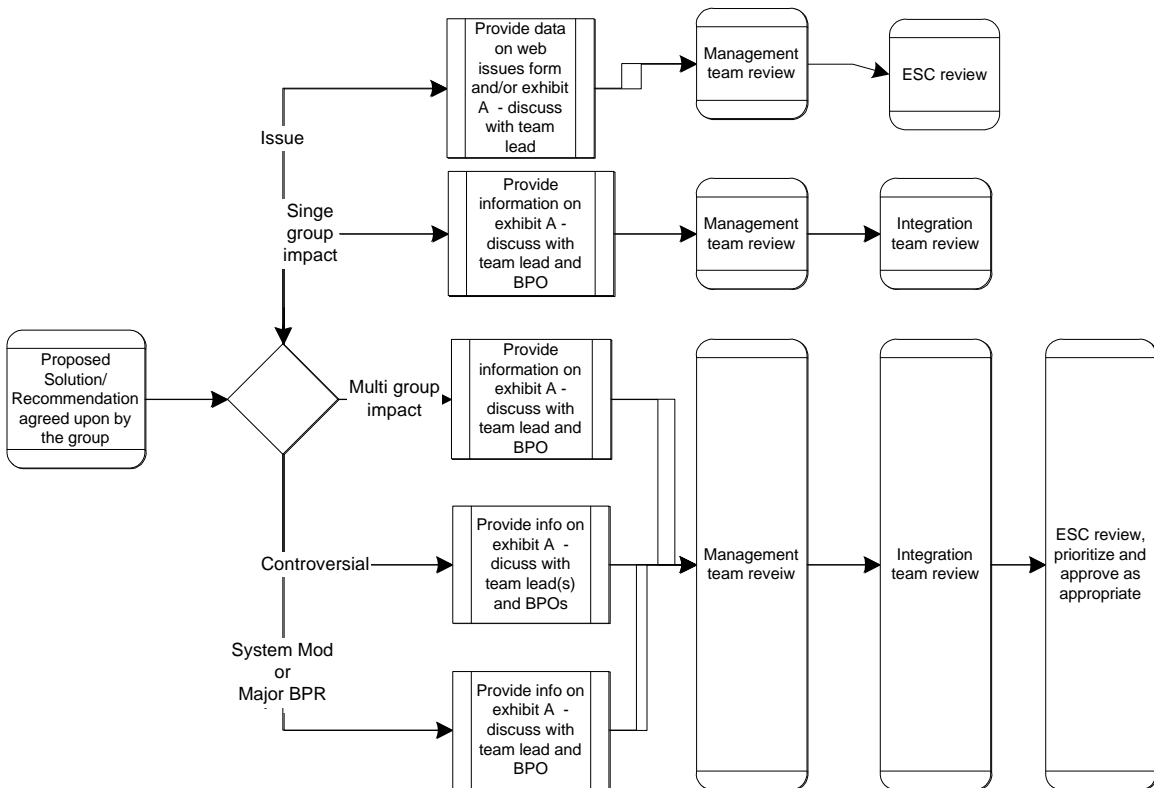 Provide data
on web
issues form
and/or exhibit
A  - discuss
with team
lead
Management
team review
ESC review
Issue
Singe
group
impact
Provide
information on
exhibit A -
discuss with
team lead and
BPO
Management
team review
Integration
team review
Proposed
Solution/
Recommendation
agreed upon by
the group
Multi group
impact
Provide
information on
exhibit A -
discuss with
team lead and
BPO
Controversial
Provide info on
exhibit A  -
dicuss with
team lead(s)
and BPOs
System Mod
or
Major BPR
Provide info on
exhibit A  -
discuss with
team lead and
BPO
Management
team reveiw
Integration
team review
ESC review,
prioritize and
approve as
appropriate